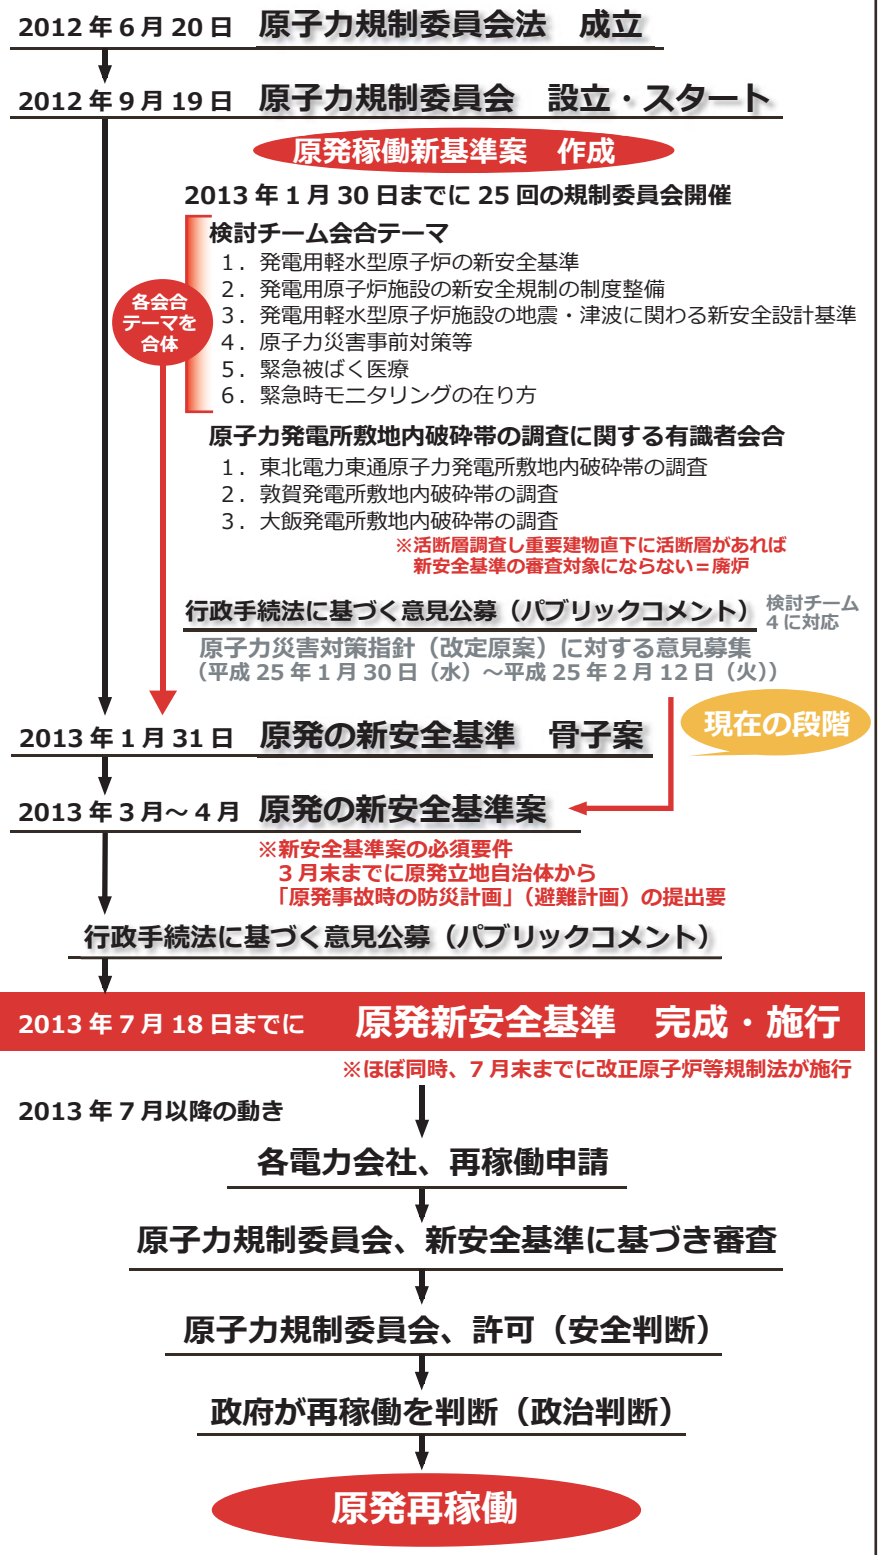 2012年6月20日 原子力規制委員会法 成立
2012年9月19日 原子力規制委員会 設立・スタート
原発稼働新基準案 作成
2013年1月30日までに25回の規制委員会開催
検討チーム会合テーマ
1. 発電用軽水型原子炉の新安全基準
2. 発電用原子炉施設の新安全規制の制度整備
3. 発電用軽水型原子炉施設の地震・津波に関わる新安全設計基準
4. 原子力災害事前対策等
5. 緊急被ばく医療
6. 緊急時モニタリングの在り方
各会合
テーマを
合体
原子力発電所敷地内破砕帯の調査に関する有識者会合
1. 東北電力東通原子力発電所敷地内破砕帯の調査
2. 敦賀発電所敷地内破砕帯の調査
3. 大飯発電所敷地内破砕帯の調査
※活断層調査し重要建物直下に活断層があれば
新安全基準の審査対象にならない=廃炉
行政手続法に基づく意見公募(パブリックコメント)
検討チーム
4に対応
原子力災害対策指針(改定原案)に対する意見募集
(平成25年1月30日(水)～平成25年2月12日(火))
現在の段階
2013年1月31日 原発の新安全基準 骨子案
2013年3月～4月 原発の新安全基準案
※新安全基準案の必須要件
3月末までに原発立地自治体から
「原発事故時の防災計画」(避難計画)の提出要
行政手続法に基づく意見公募(パブリックコメント)
2013年7月18日までに 原発新安全基準 完成・施行
※ほぼ同時、7月末までに改正原子炉等規制法が施行
2013年7月以降の動き
各電力会社、再稼働申請
原子力規制委員会、新安全基準に基づき審査
原子力規制委員会、許可(安全判断)
政府が再稼働を判断(政治判断)
原発再稼働